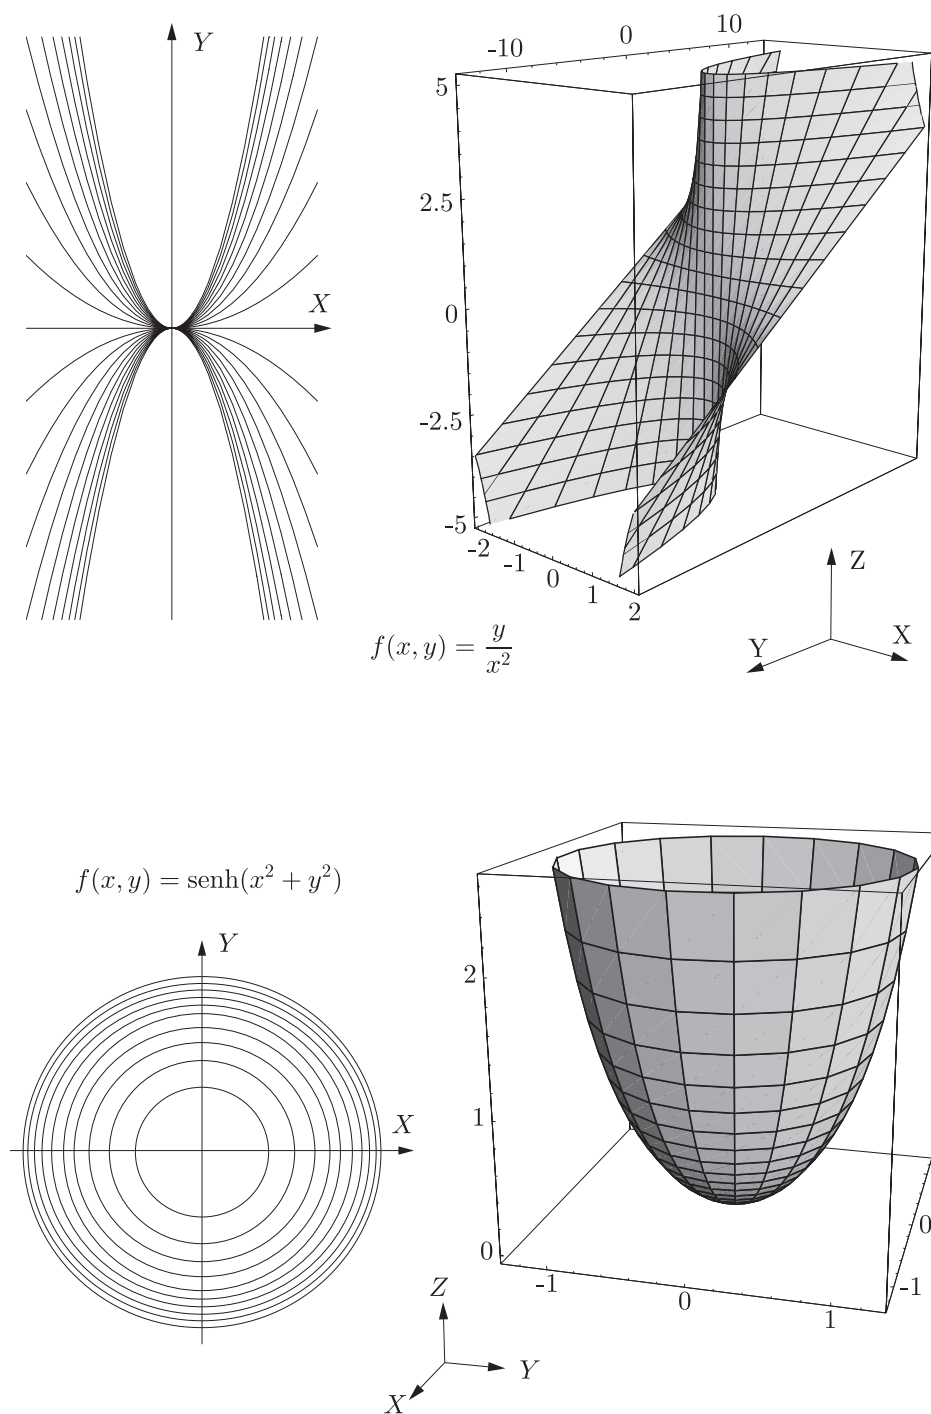 Y
X
-10 0 10
5
2.5
0
-2.5
-5
-2 -1 0 1 2
Z
Y X
f(x, y) = y/x²
f(x, y) = senh(x² + y²)
Y
X
2
1
0
-1 0 1
-1
0
Z
Y
X